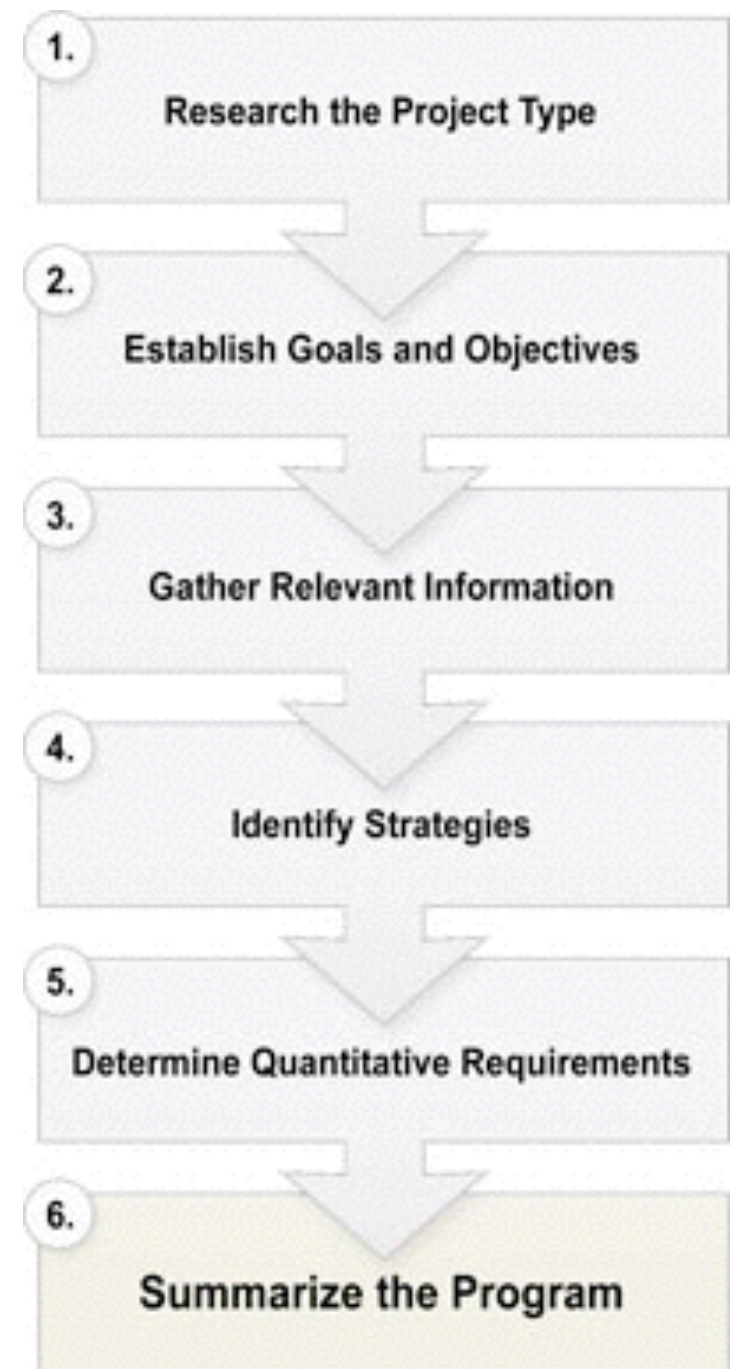 1.
Research the Project Type
2.
Establish Goals and Objectives
3.
Gather Relevant Information
4.
Identify Strategies
5.
Determine Quantitative Requirements
6.
Summarize the Program